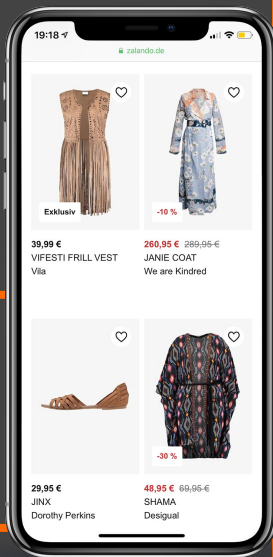 19:18
zalando.de
Exklusiv
39,99 €
VIFESTI FRILL VEST
Vila
-10 %
260,95 € 289,95 €
JANIE COAT
We are Kindred
29,95 €
JINX
Dorothy Perkins
-30 %
48,95 € 69,95 €
SHAMA
Desigual